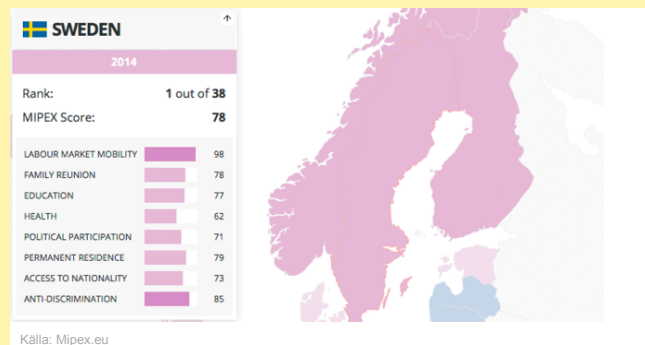 SWEDEN
2014
Rank: 1 out of 38
MIPEX Score: 78
LABOUR MARKET MOBILITY 98
FAMILY REUNION 78
EDUCATION 77
HEALTH 62
POLITICAL PARTICIPATION 71
PERMANENT RESIDENCE 79
ACCESS TO NATIONALITY 73
ANTI-DISCRIMINATION 85
Källa: Mipex.eu